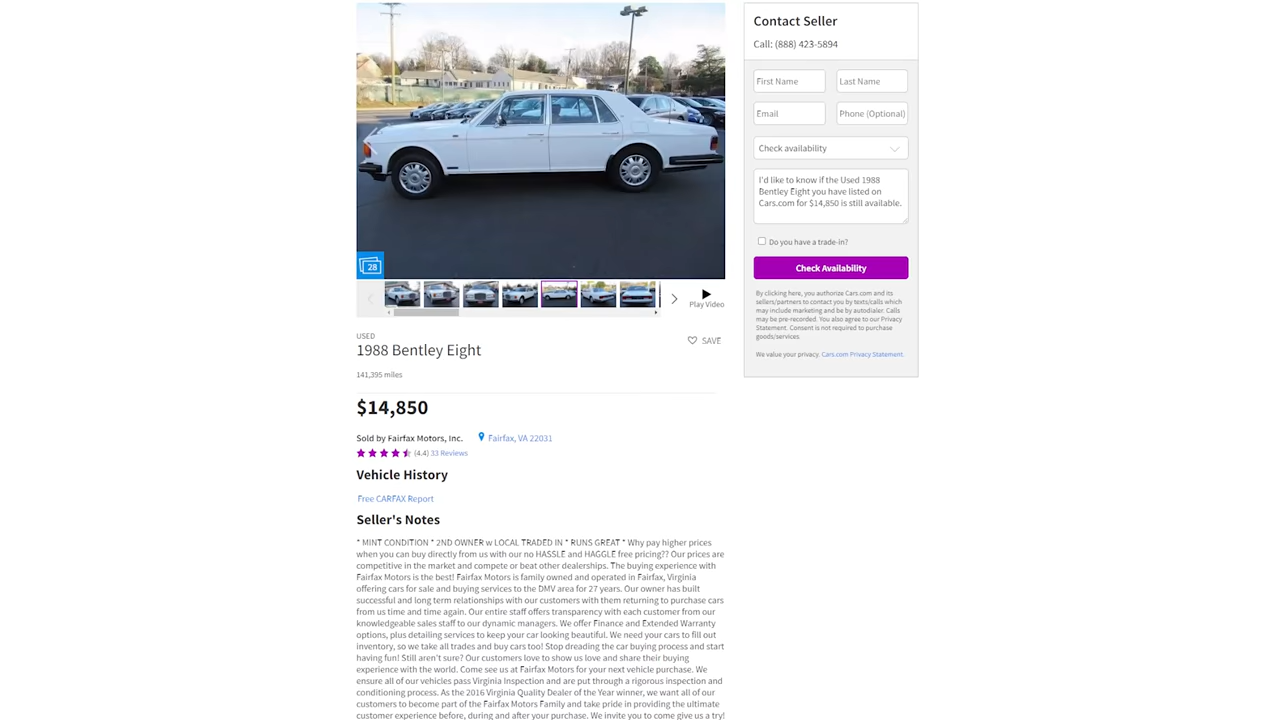 Contact Seller
Call: (888) 423-5894
First Name
Last Name
Email
Phone (Optional)
Check availability
I'd like to know if the Used 1988
Bentley Eight you have listed on
Cars.com for $14,850 is still available.
Do you have a trade-in?
Check Availability
By clicking here, you authorize Cars.com and its
sellers/partners to contact you by texts/calls which
may include marketing and be by autodialer. Calls
may be pre-recorded. You also agree to our Privacy
Statement. Consent is not required to purchase
goods/services.
We value your privacy. Cars.com Privacy Statement.
28
Play Video
USED
1988 Bentley Eight
SAVE
141,395 miles
$14,850
Sold by Fairfax Motors, Inc.
Fairfax, VA 22031
(4.4) 33 Reviews
Vehicle History
Free CARFAX Report
Seller's Notes
* MINT CONDITION * 2ND OWNER w LOCAL TRADED IN * RUNS GREAT * Why pay higher prices
when you can buy directly from us with our no HASSLE and HAGGLE free pricing?? Our prices are
competitive in the market and compete or beat other dealerships. The buying experience with
Fairfax Motors is the best! Fairfax Motors is family owned and operated in Fairfax, Virginia
offering cars for sale and buying services to the DMV area for 27 years. Our owner has built
successful and long term relationships with our customers with them returning to purchase cars
from us time and time again. Our entire staff offers transparency with each customer from our
knowledgeable sales staff to our dynamic managers. We offer Finance and Extended Warranty
options, plus detailing services to keep your car looking beautiful. We need your cars to fill out
inventory, so we take all trades and buy cars too! Stop dreading the car buying process and start
having fun! Still aren't sure? Our customers love to show us love and share their buying
experience with the world. Come see us at Fairfax Motors for your next vehicle purchase. We
ensure all of our vehicles pass Virginia Inspection and are put through a rigorous inspection and
conditioning process. As the 2016 Virginia Quality Dealer of the Year winner, we want all of our
customers to become part of the Fairfax Motors Family and take pride in providing the ultimate
customer experience before, during and after your purchase. We invite you to come give us a try!